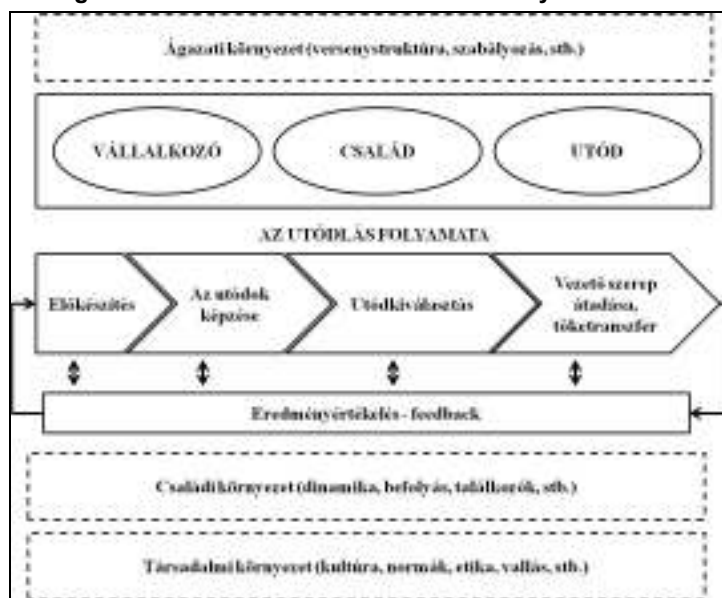 Ágazati környezet (versenystruktúra, szabályozás, stb.)
VÁLLALKOZÓ
CSALÁD
UTÓD
AZ UTÓDLÁS FOLYAMATA
Előkészítés
Az utódok
képzése
Utódkiválasztás
Vezető szerep
átadása,
tőketranszfer
Eredményértékelés - feedback
Családi környezet (dinamika, befolyás, találkozók, stb.)
Társadalmi környezet (kultúra, normák, etika, vallás, stb.)